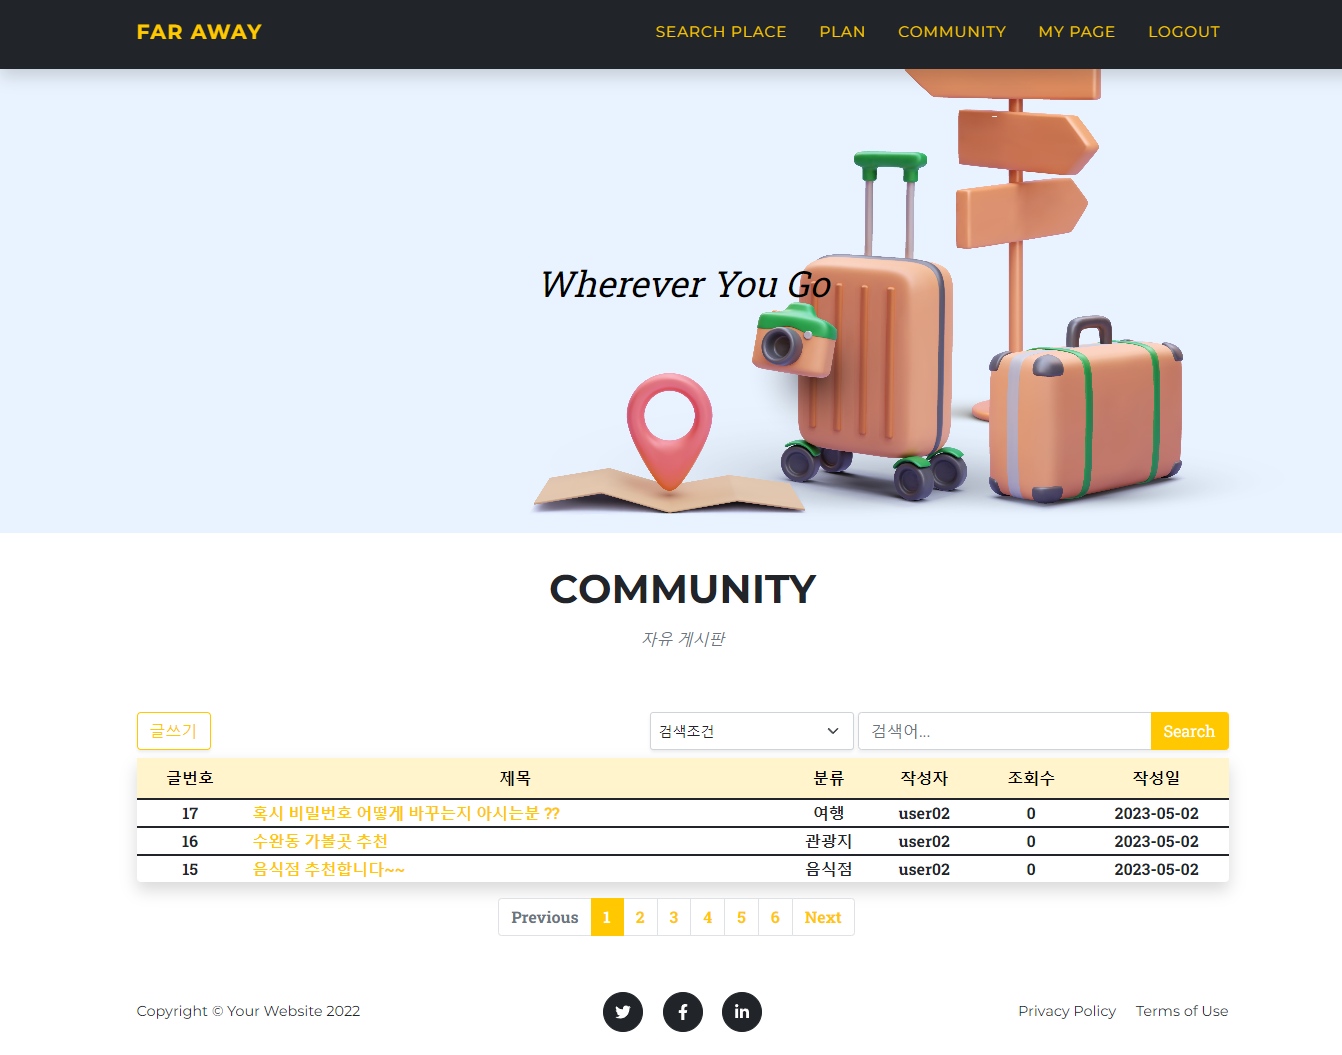 FAR AWAY SEARCH PLACE PLAN COMMUNITY MY PAGE LOGOUT
Wherever You Go
COMMUNITY
자유 게시판
글쓰기 검색조건 검색어... Search
글번호 제목 분류 작성자 조회수 작성일
17 혹시 비밀번호 어떻게 바꾸는지 아시는분 ?? 여행 user02 0 2023-05-02
16 수완동 가볼곳 추천 관광지 user02 0 2023-05-02
15 음식점 추천합니다~~ 음식점 user02 0 2023-05-02
Previous 1 2 3 4 5 6 Next
Copyright © Your Website 2022 Privacy Policy Terms of Use